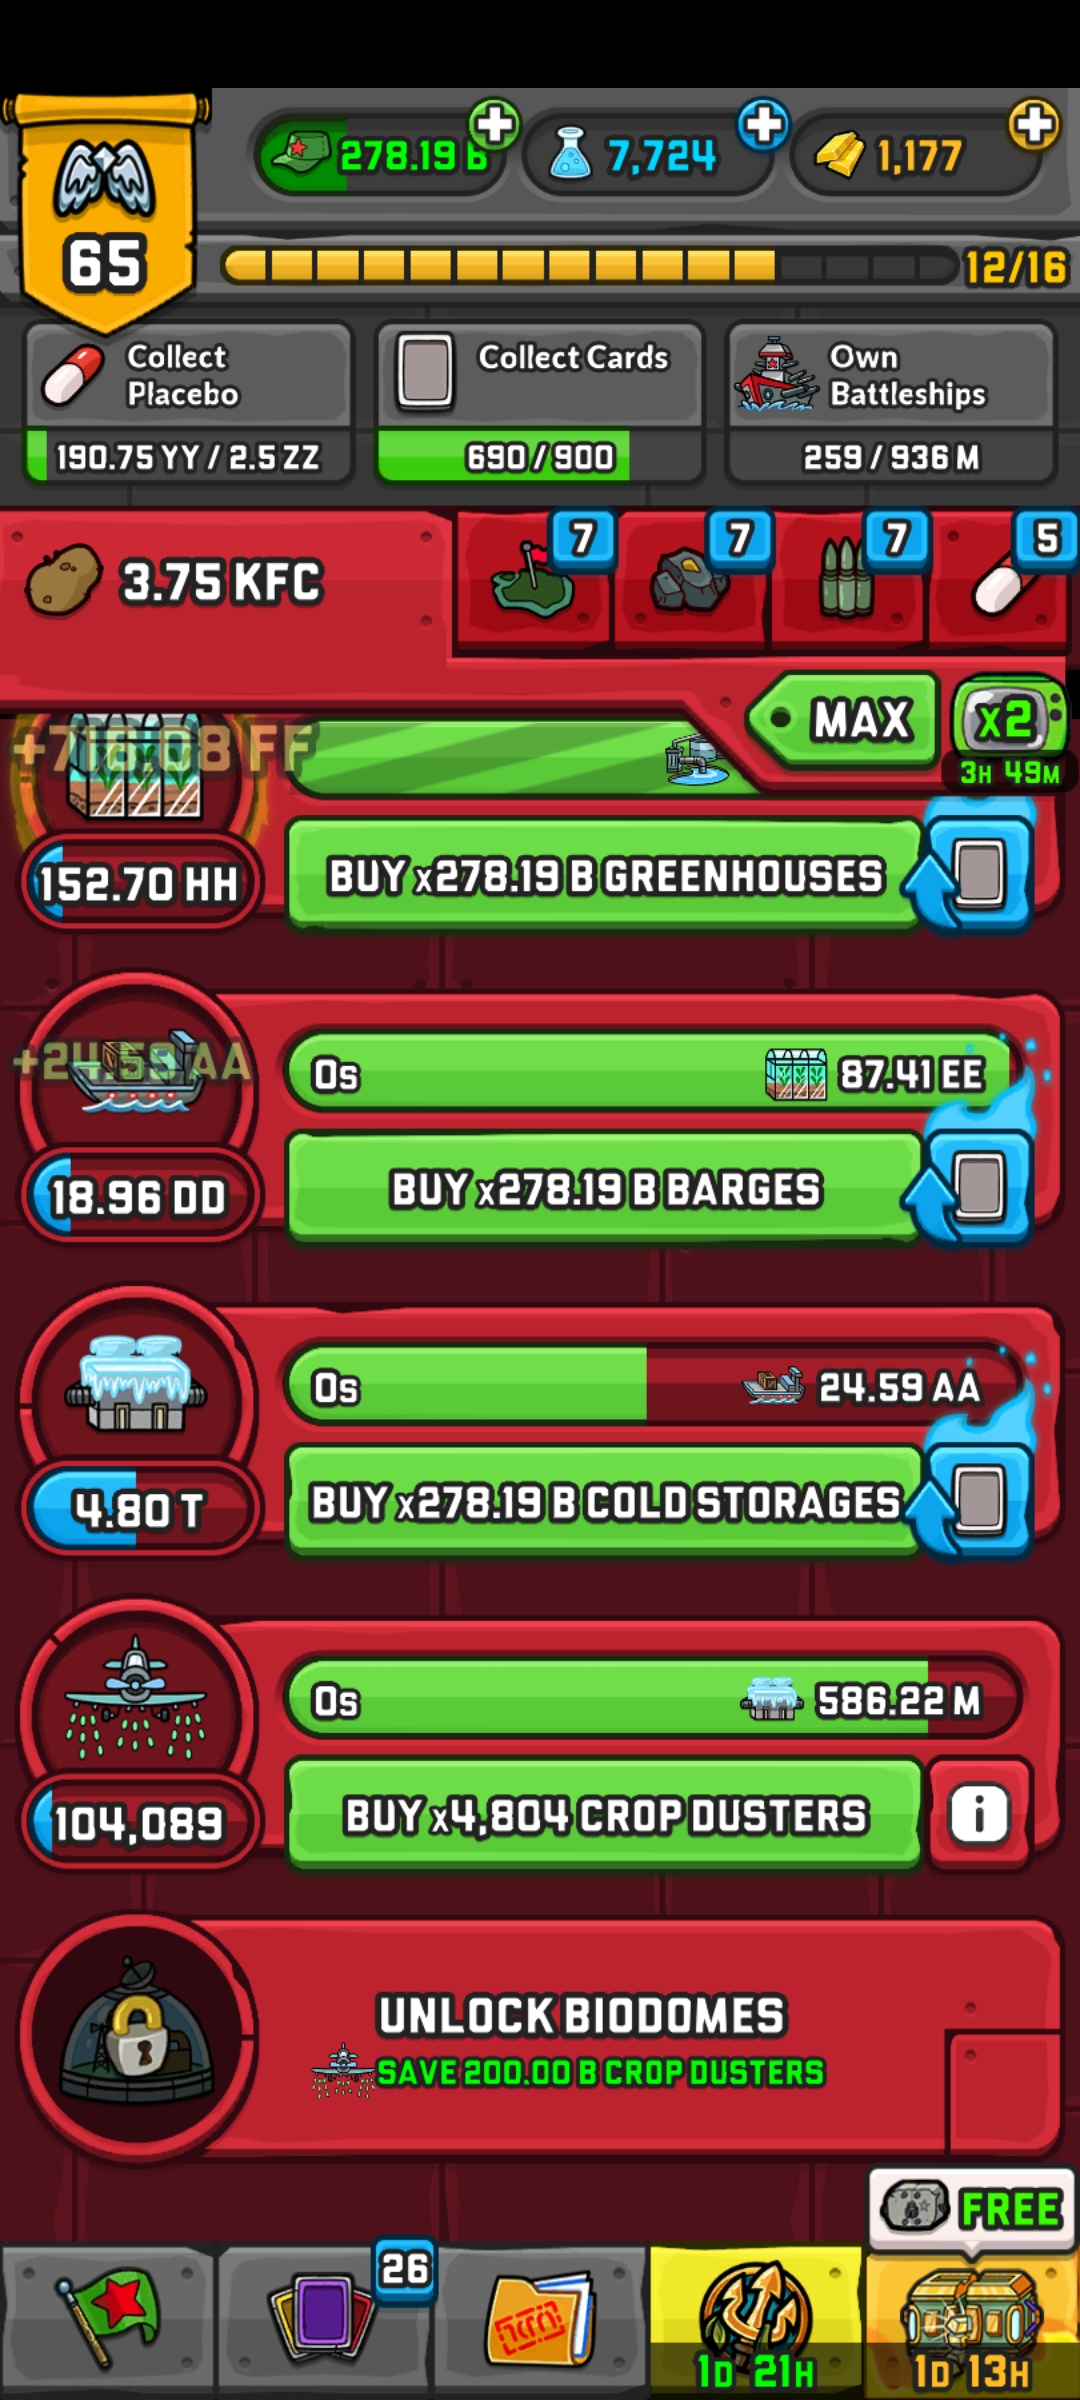 278.19 B
7,724
1,177
65
12/16
Collect
Placebo
190.75 YY / 2.5 ZZ
Collect Cards
690 / 900
Own
Battleships
259 / 936 M
3.75 KFC
7
7
7
5
MAX
x2
3H 49M
+716.08 FF
152.70 HH
BUY x278.19 B GREENHOUSES
+24.59 AA
0s
87.41 EE
18.96 DD
BUY x278.19 B BARGES
0s
24.59 AA
4.80 T
BUY x278.19 B COLD STORAGES
0s
586.22 M
104,089
BUY x4,804 CROP DUSTERS
i
UNLOCK BIODOMES
SAVE 200.00 B CROP DUSTERS
FREE
26
1D 21H
1D 13H